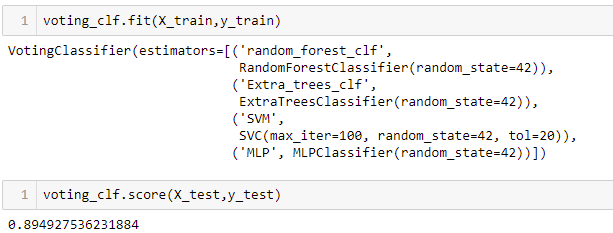 1 voting_clf.fit(X_train,y_train)
VotingClassifier(estimators=[('random_forest_clf',
RandomForestClassifier(random_state=42)),
('Extra_trees_clf',
ExtraTreesClassifier(random_state=42)),
('SVM',
SVC(max_iter=100, random_state=42, tol=20)),
('MLP', MLPClassifier(random_state=42))])
1 voting_clf.score(X_test,y_test)
0.894927536231884